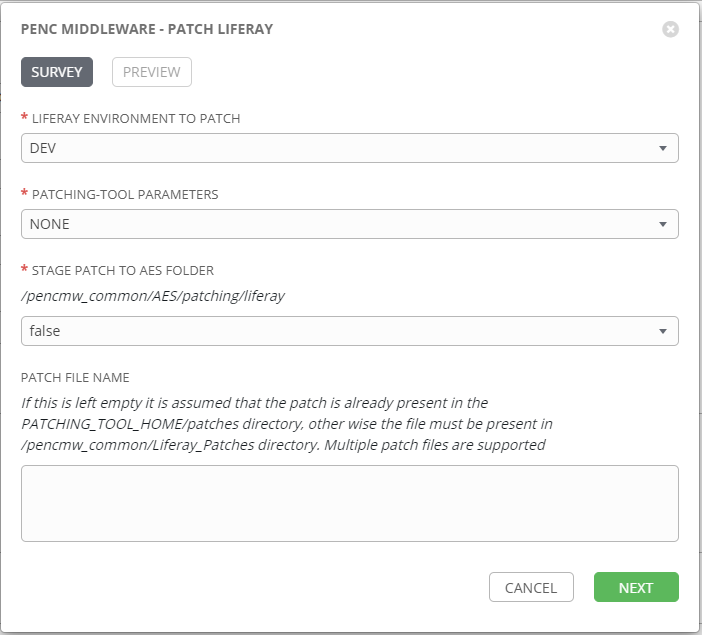 PENC MIDDLEWARE - PATCH LIFERAY
SURVEY
PREVIEW
* LIFERAY ENVIRONMENT TO PATCH
DEV
* PATCHING-TOOL PARAMETERS
NONE
* STAGE PATCH TO AES FOLDER
/pencmw_common/AES/patching/liferay
false
PATCH FILE NAME
If this is left empty it is assumed that the patch is already present in the
PATCHING_TOOL_HOME/patches directory, other wise the file must be present in
/pencmw_common/Liferay_Patches directory. Multiple patch files are supported
CANCEL
NEXT